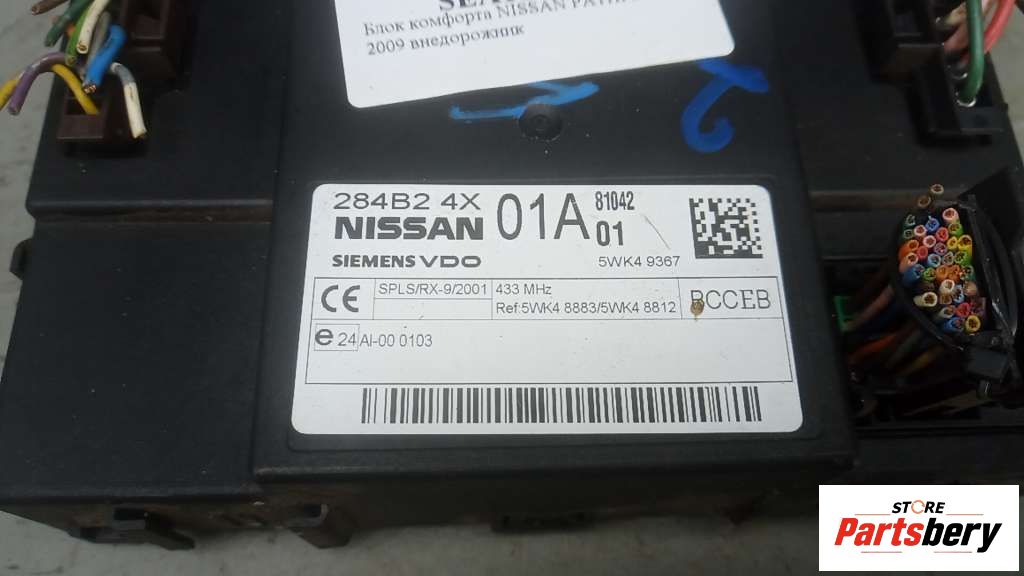 Блок комфорта NISSAN
2009 внедорожник
284B2 4X 01A 81042
NISSAN 01
SIEMENS VDO 5WK4 9367
CE SPLS/RX-9/2001 433 MHz
Ref:5WK4 8883/5WK4 8812 BCCEB
e 24 AI-00 0103
STORE
Partsbery